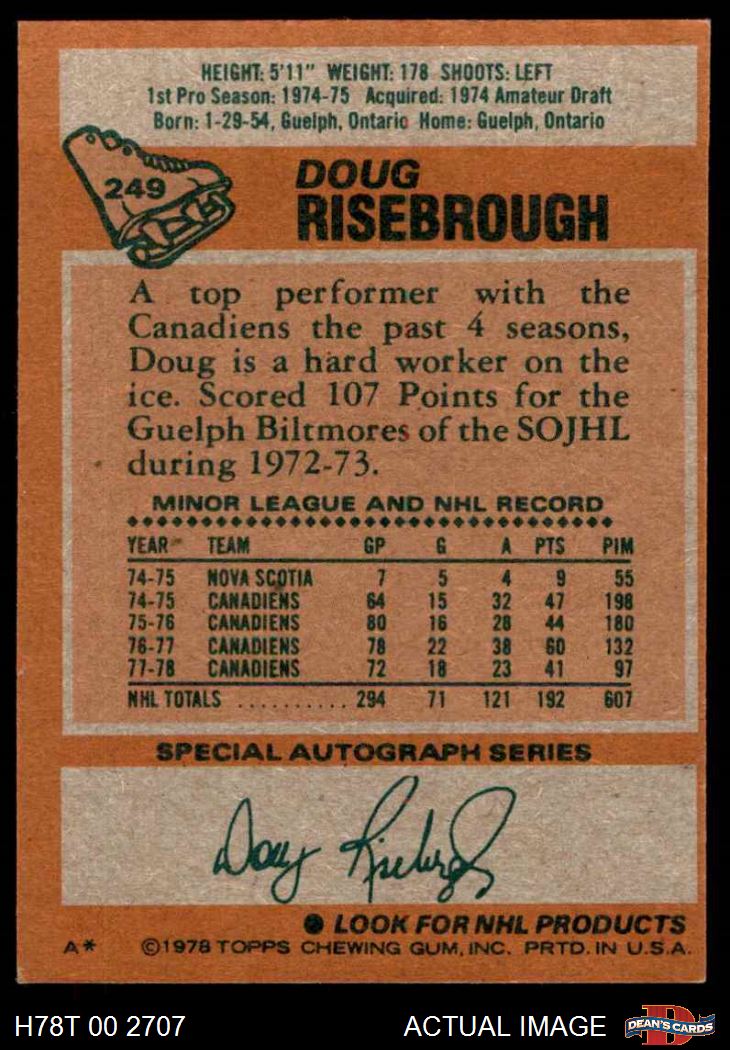 HEIGHT: 5'11" WEIGHT: 178 SHOOTS: LEFT
1st Pro Season: 1974-75 Acquired: 1974 Amateur Draft
Born: 1-29-54, Guelph, Ontario Home: Guelph, Ontario
249
DOUG
RISEBROUGH
A top performer with the
Canadiens the past 4 seasons,
Doug is a hard worker on the
ice. Scored 107 Points for the
Guelph Biltmores of the SOJHL
during 1972-73.
MINOR LEAGUE AND NHL RECORD
YEAR TEAM GP G A PTS PIM
74-75 NOVA SCOTIA 7 5 4 9 55
74-75 CANADIENS 64 15 32 47 198
75-76 CANADIENS 80 16 28 44 180
76-77 CANADIENS 78 22 38 60 132
77-78 CANADIENS 72 18 23 41 97
NHL TOTALS .......... 294 71 121 192 607
SPECIAL AUTOGRAPH SERIES
Doug Risebrough
● LOOK FOR NHL PRODUCTS
A* ©1978 TOPPS CHEWING GUM, INC. PRTD. IN U.S.A.
H78T 00 2707 ACTUAL IMAGE DEAN'S CARDS